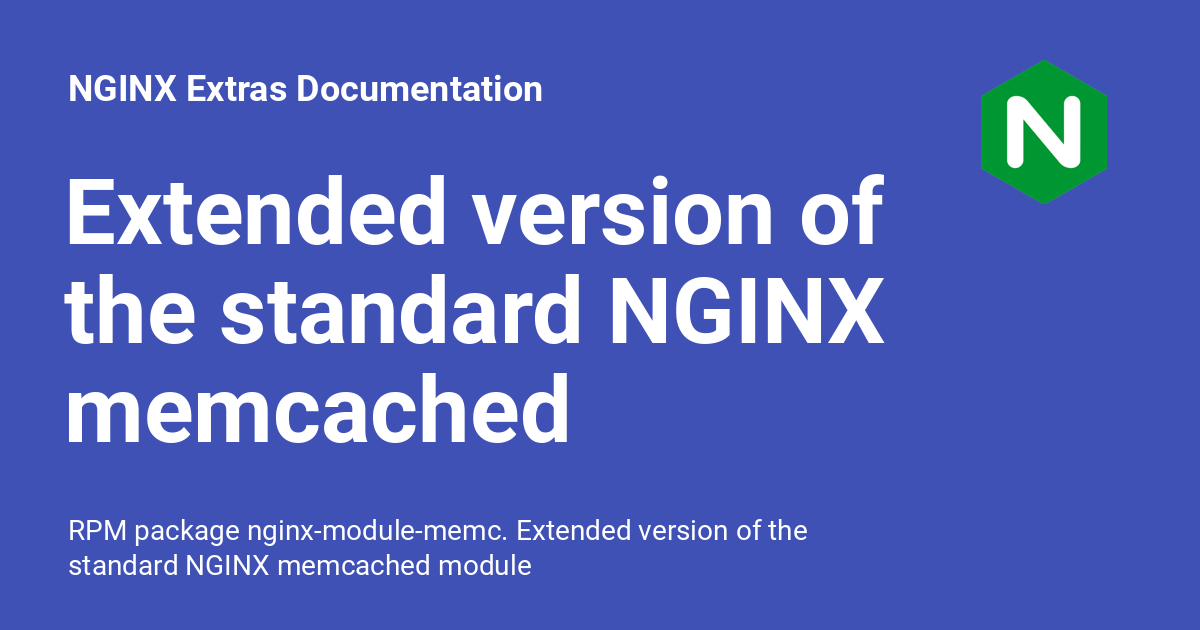 NGINX Extras Documentation
N
Extended version of
the standard NGINX
memcached
RPM package nginx-module-memc. Extended version of the
standard NGINX memcached module